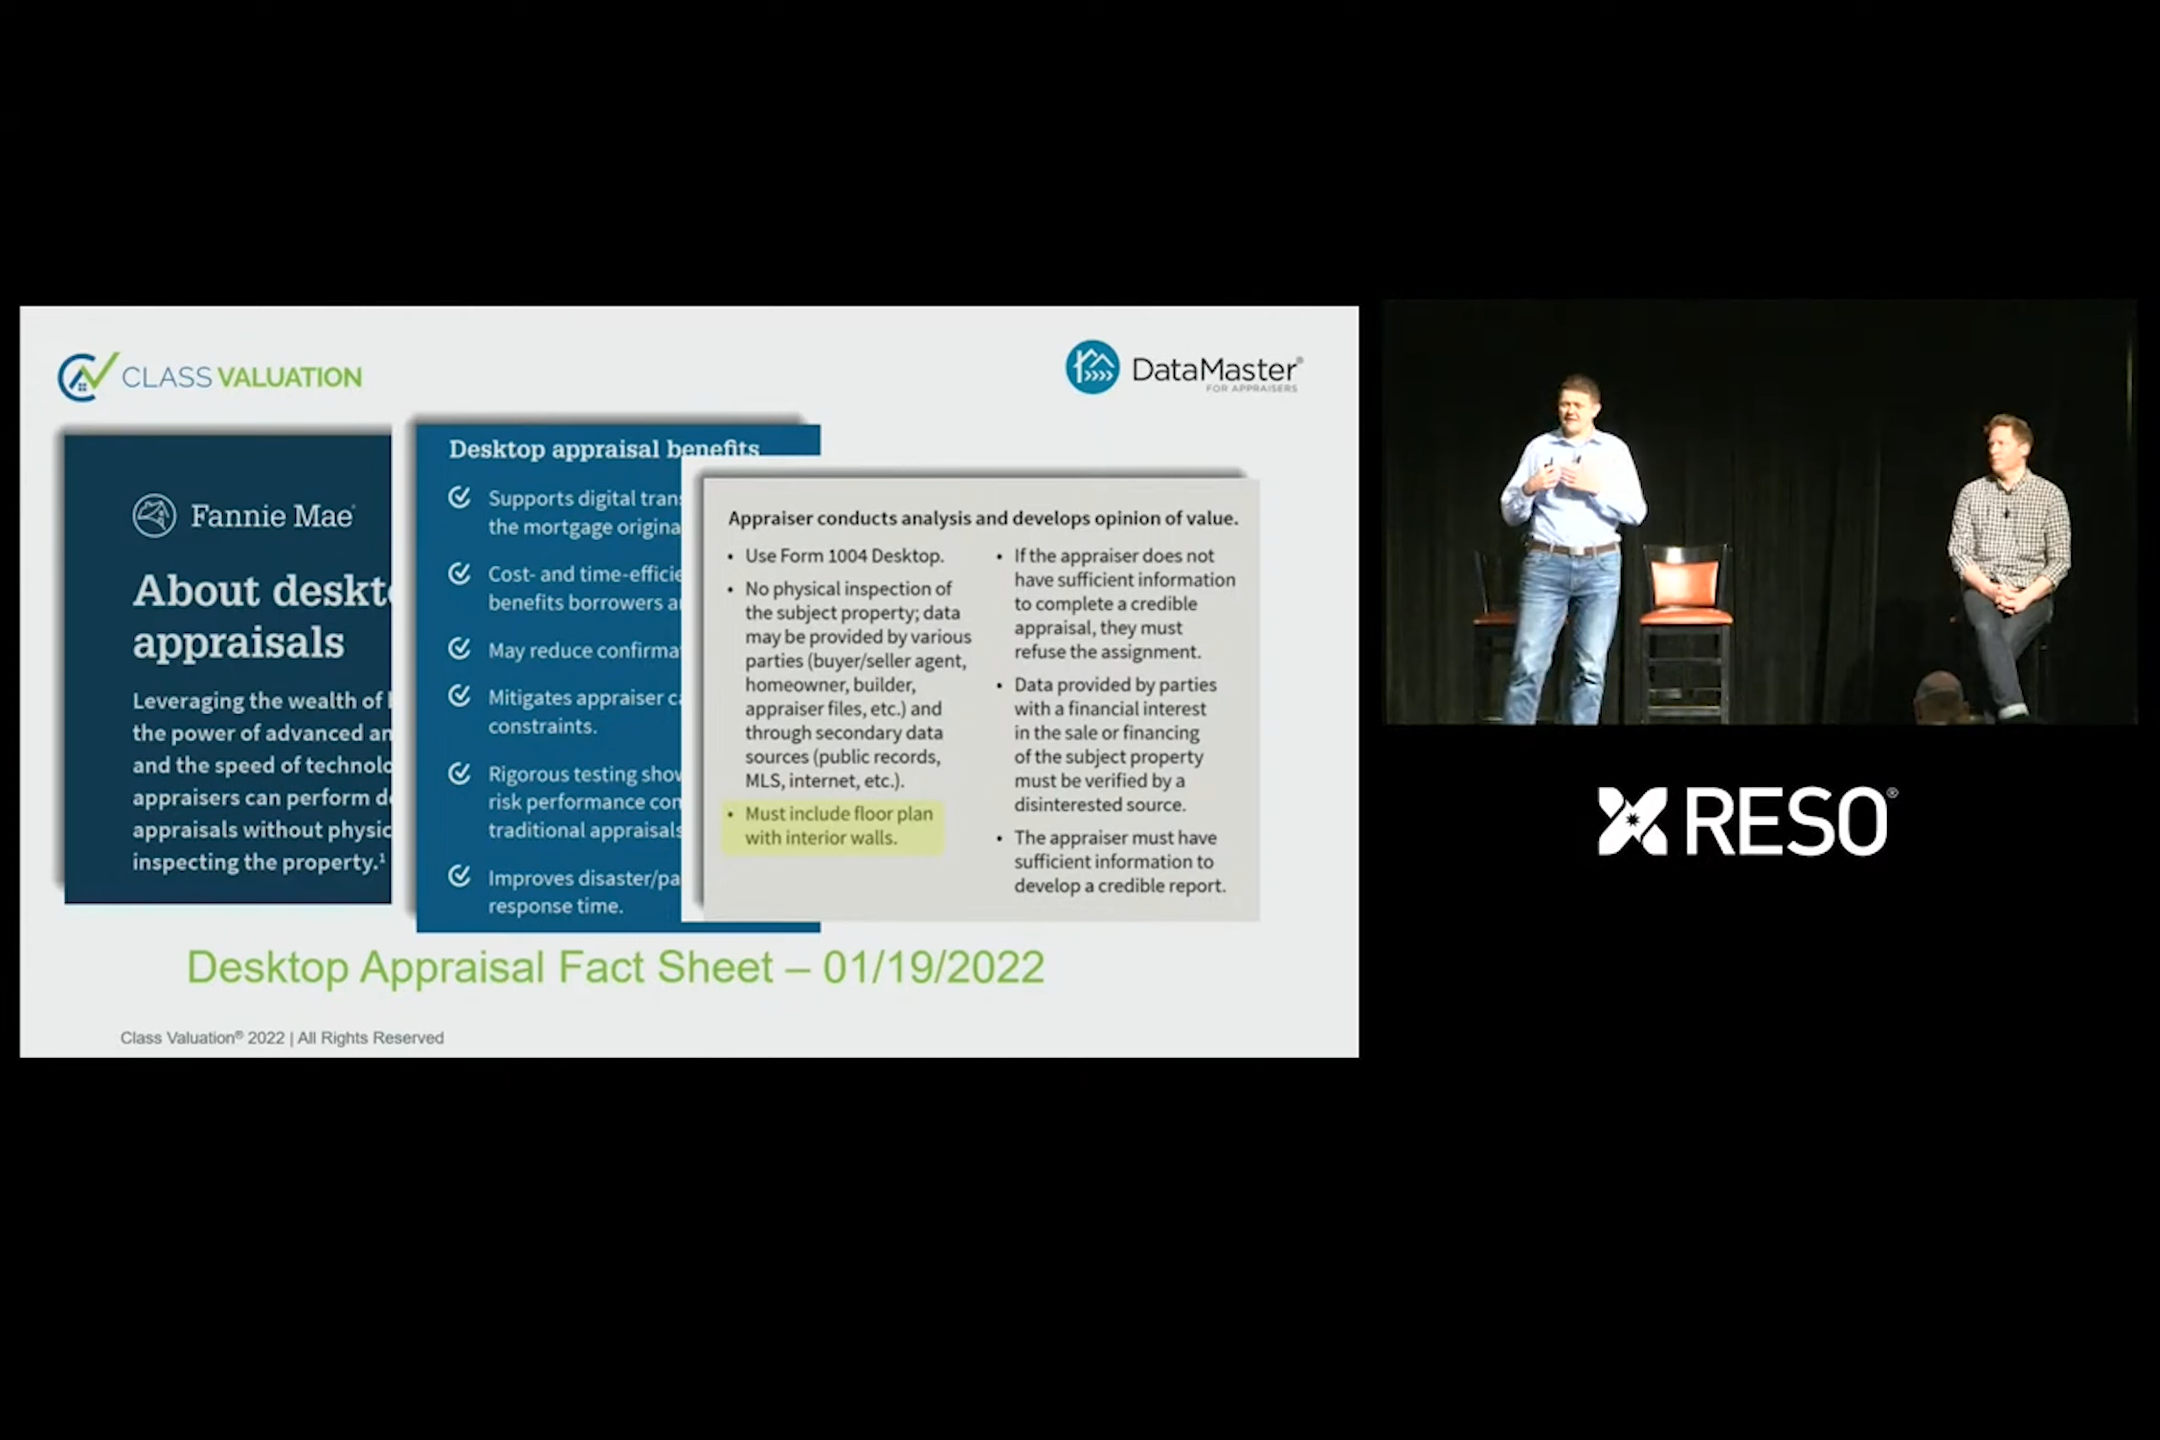 CLASS VALUATION
DataMaster®
FOR APPRAISERS
Fannie Mae®
About deskto
appraisals
Leveraging the wealth of
the power of advanced an
and the speed of technolo
appraisers can perform de
appraisals without physic
inspecting the property.¹
Desktop appraisal benefits
Supports digital trans
the mortgage origina
Cost- and time-efficie
benefits borrowers a
May reduce confirma
Mitigates appraiser ca
constraints.
Rigorous testing show
risk performance con
traditional appraisals
Improves disaster/pa
response time.
Appraiser conducts analysis and develops opinion of value.
• Use Form 1004 Desktop.
• No physical inspection of
the subject property; data
may be provided by various
parties (buyer/seller agent,
homeowner, builder,
appraiser files, etc.) and
through secondary data
sources (public records,
MLS, internet, etc.).
• Must include floor plan
with interior walls.
• If the appraiser does not
have sufficient information
to complete a credible
appraisal, they must
refuse the assignment.
• Data provided by parties
with a financial interest
in the sale or financing
of the subject property
must be verified by a
disinterested source.
• The appraiser must have
sufficient information to
develop a credible report.
Desktop Appraisal Fact Sheet – 01/19/2022
Class Valuation® 2022 | All Rights Reserved
RESO®